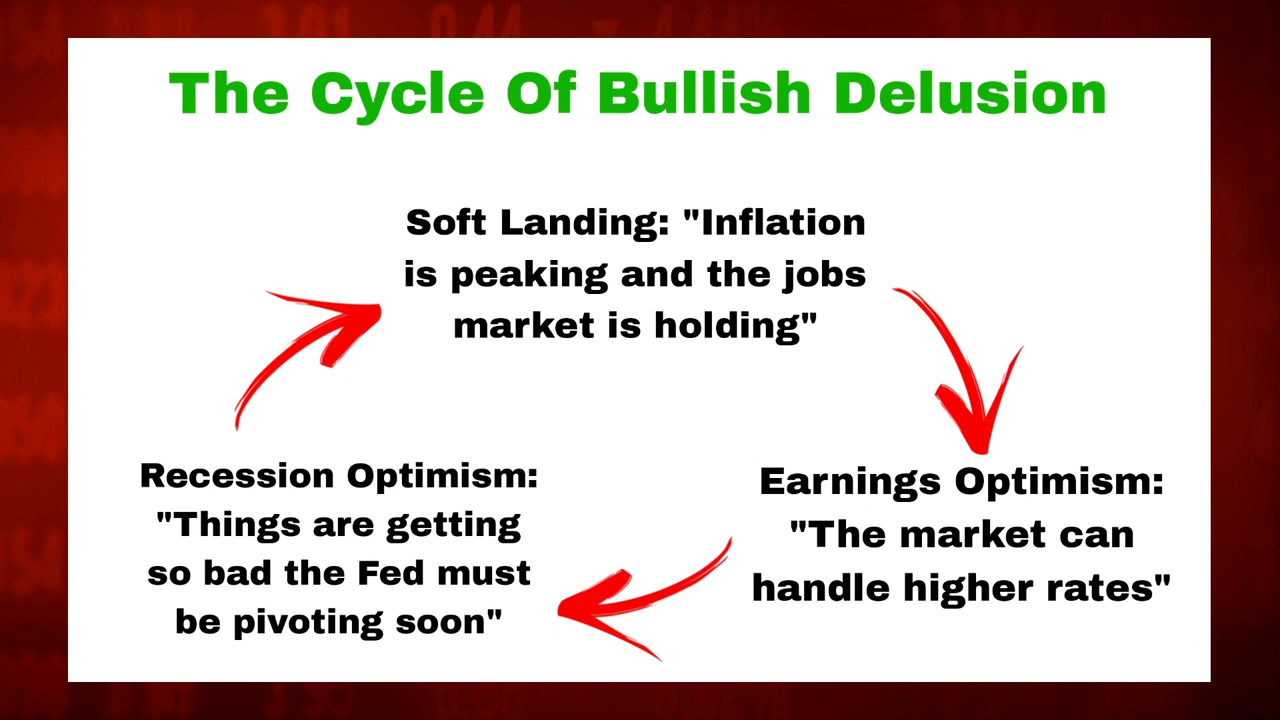 The Cycle Of Bullish Delusion
Soft Landing: "Inflation
is peaking and the jobs
market is holding"
Earnings Optimism:
"The market can
handle higher rates"
Recession Optimism:
"Things are getting
so bad the Fed must
be pivoting soon"